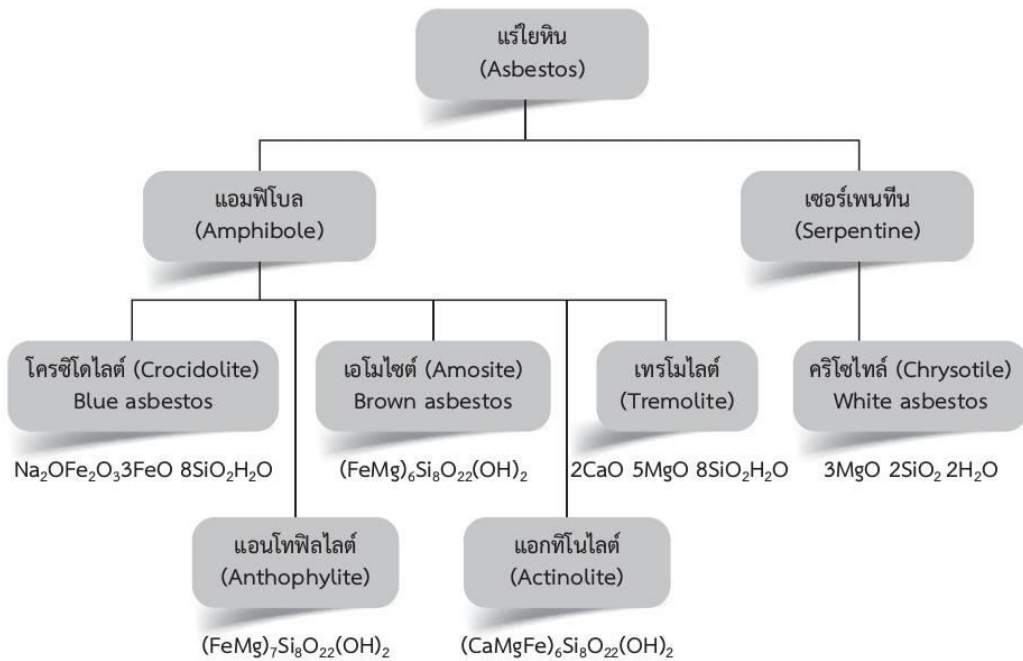 แร่ใยหิน
(Asbestos)
แอมฟิโบล
(Amphibole)
เซอร์เพนทีน
(Serpentine)
โครซิโดไลต์ (Crocidolite)
Blue asbestos
เอโมไซต์ (Amosite)
Brown asbestos
เทรโมไลต์
(Tremolite)
คริโซไทล์ (Chrysotile)
White asbestos
Na₂OFe₂O₃3FeO 8SiO₂H₂O
(FeMg)₆Si₈O₂₂(OH)₂
2CaO 5MgO 8SiO₂H₂O
3MgO 2SiO₂ 2H₂O
แอนโทฟิลไลต์
(Anthophylite)
แอกทิโนไลต์
(Actinolite)
(FeMg)₇Si₈O₂₂(OH)₂
(CaMgFe)₆Si₈O₂₂(OH)₂